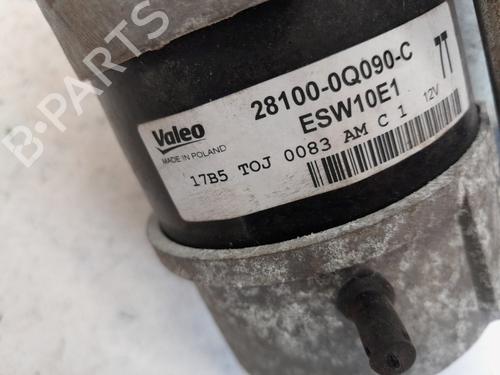 B-PARTS
Valeo
MADE IN POLAND
28100-0Q090-C
ESW10E1
12V
17B5 TOJ 0083 AM C 1